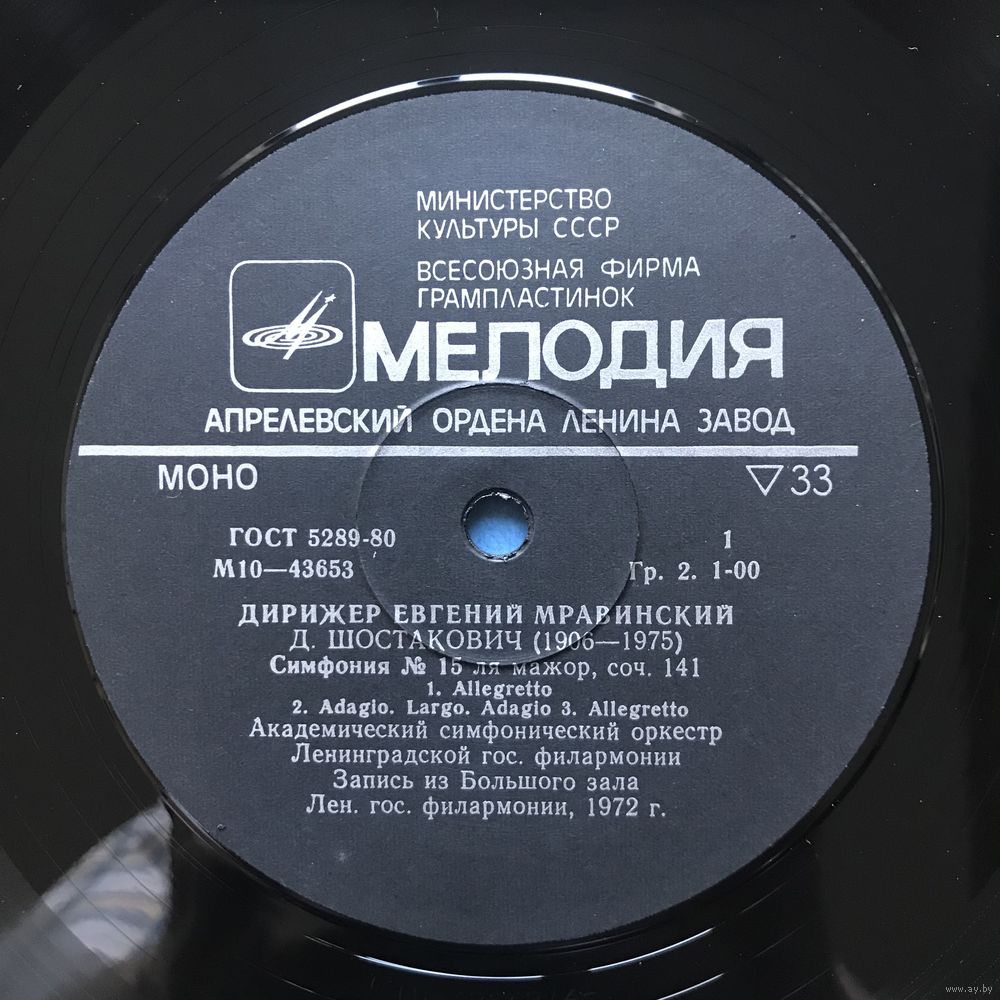 МИНИСТЕРСТВО
КУЛЬТУРЫ СССР
ВСЕСОЮЗНАЯ ФИРМА
ГРАМПЛАСТИНОК
МЕЛОДИЯ
АПРЕЛЕВСКИЙ ОРДЕНА ЛЕНИНА ЗАВОД
МОНО ▽33
ГОСТ 5289-80 1
М10—43653 Гр. 2. 1-00
ДИРИЖЕР ЕВГЕНИЙ МРАВИНСКИЙ
Д. ШОСТАКОВИЧ (1906—1975)
Симфония № 15 ля мажор, соч. 141
1. Allegretto
2. Adagio. Largo. Adagio 3. Allegretto
Академический симфонический оркестр
Ленинградской гос. филармонии
Запись из Большого зала
Лен. гос. филармонии, 1972 г.
www.ay.by